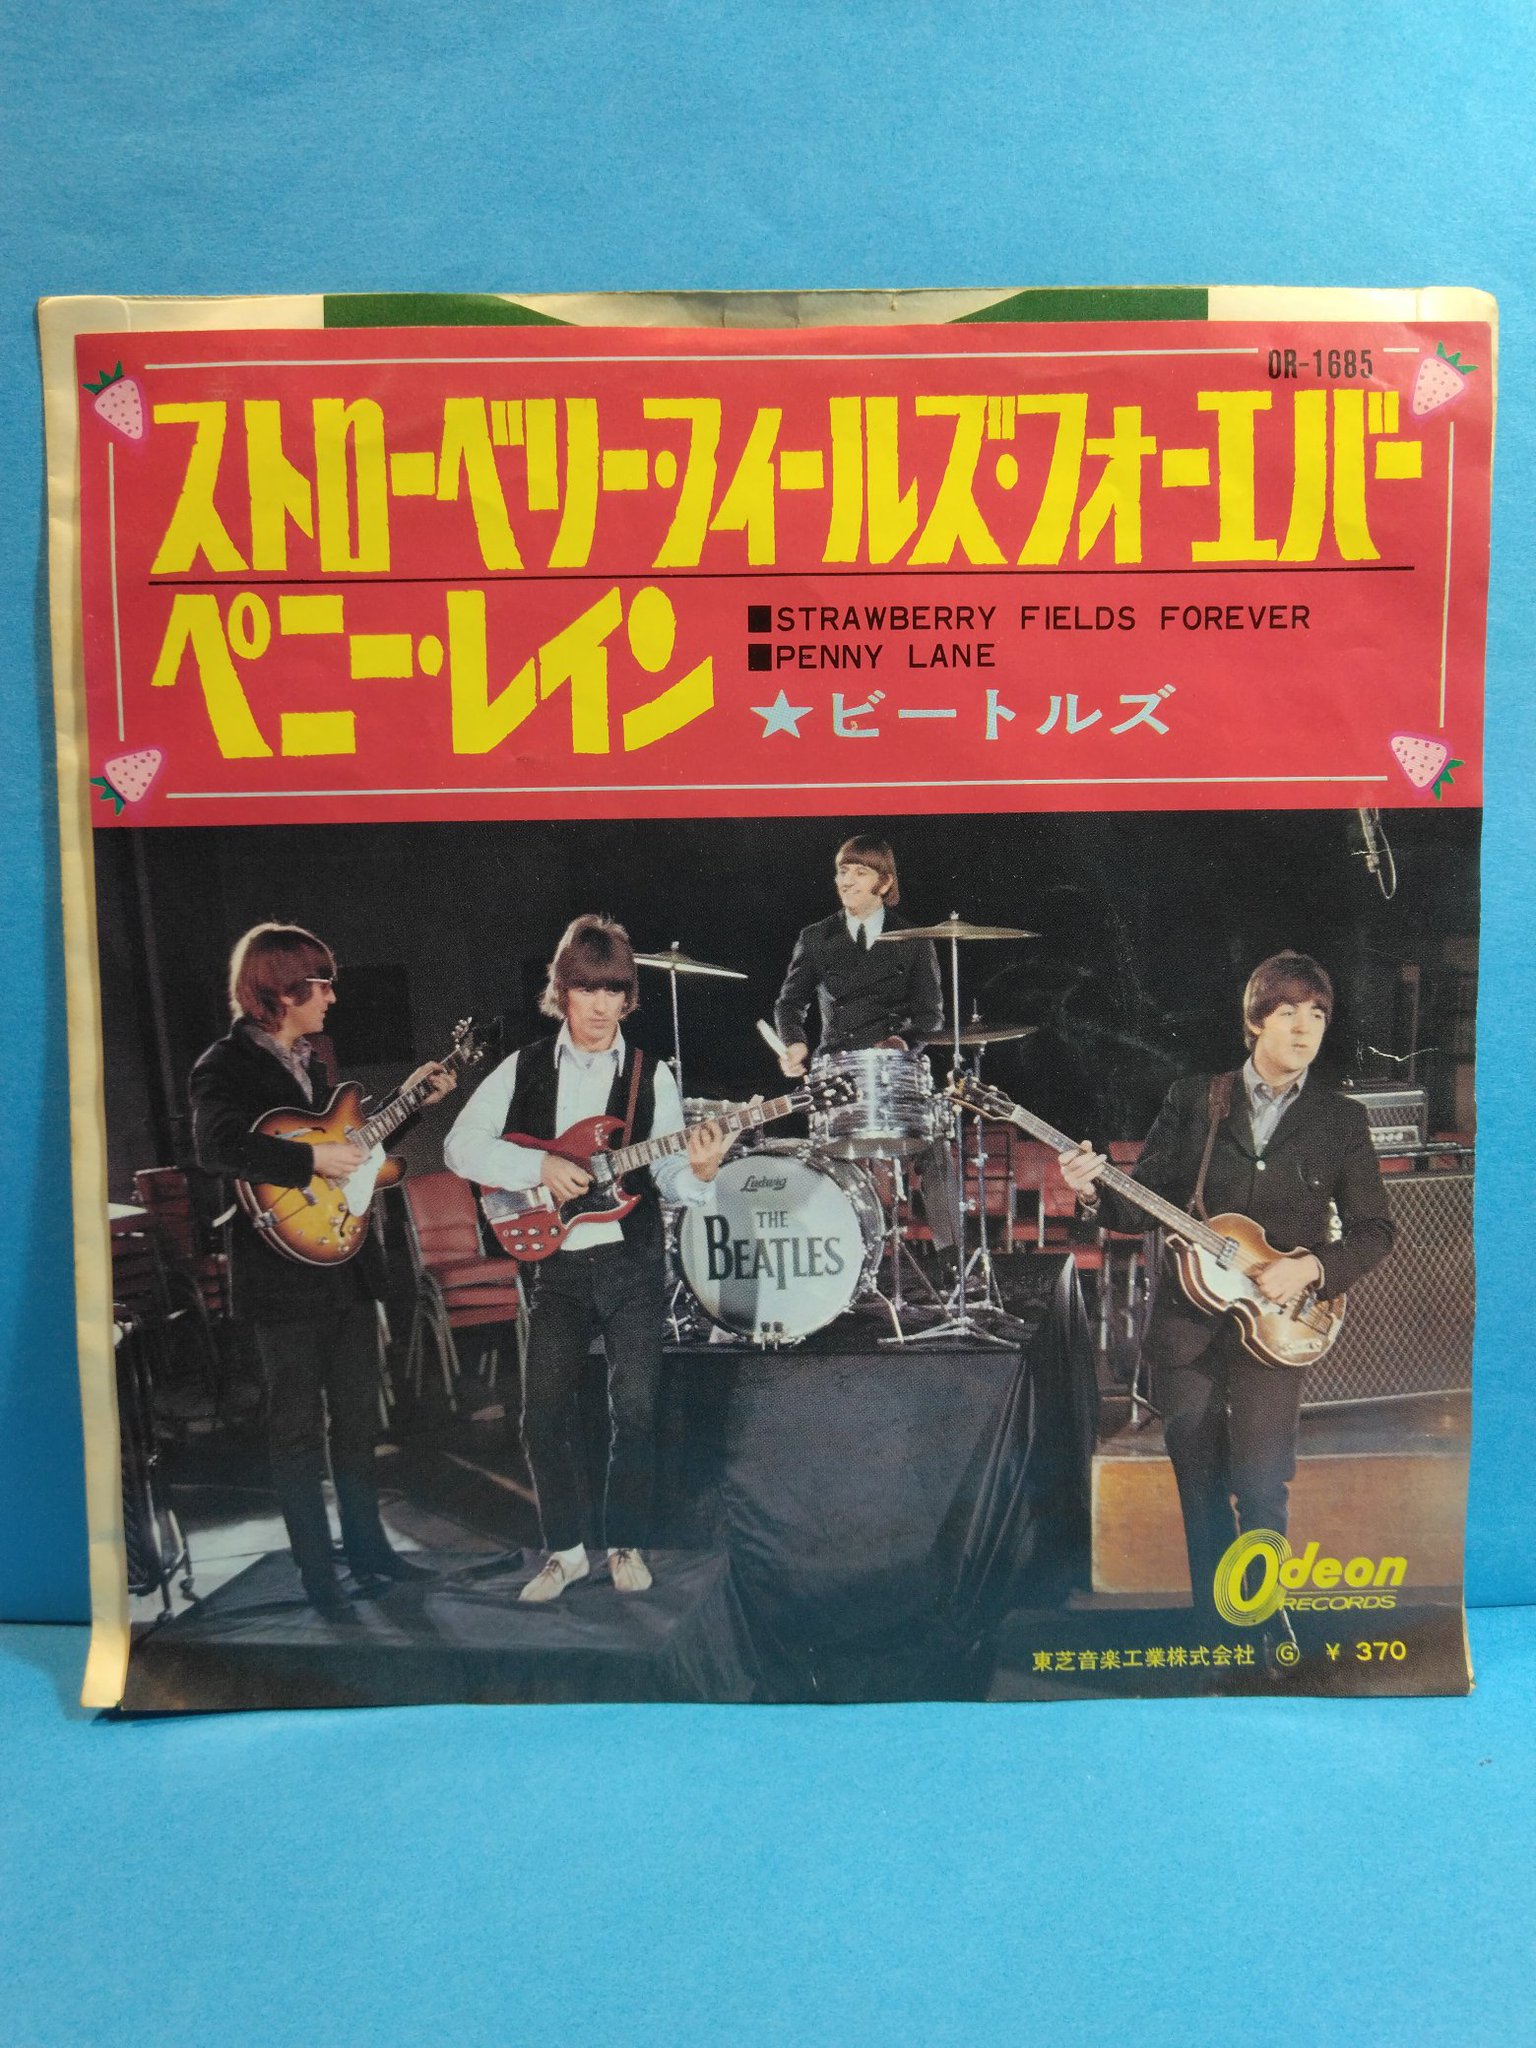 OR-1685
ストロベリー・フィールズ・フォーエバー
ペニー・レイン
■STRAWBERRY FIELDS FOREVER
■PENNY LANE
★ビートルズ
Ludwig
THE
BEATLES
Odeon
RECORDS
東芝音楽工業株式会社 Ⓖ ¥ 370